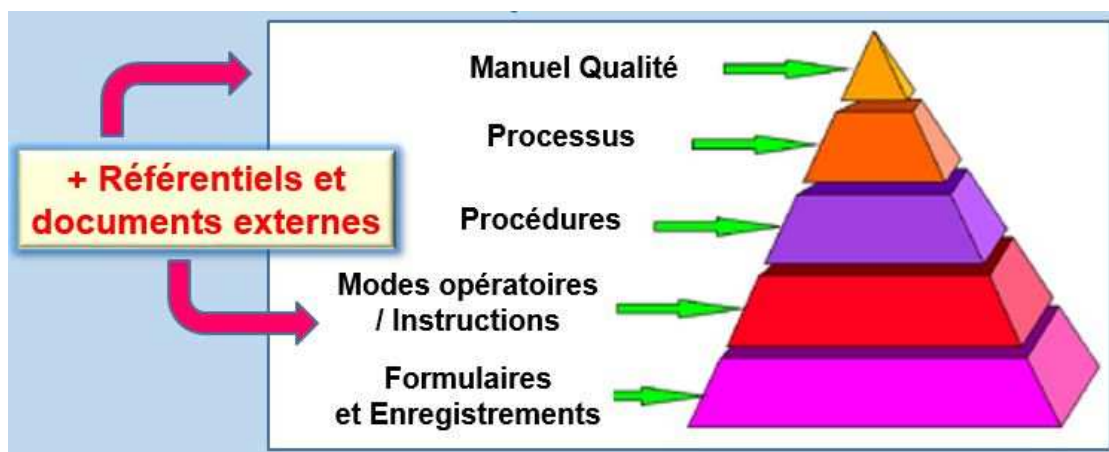 + Référentiels et
documents externes
Manuel Qualité
Processus
Procédures
Modes opératoires
/ Instructions
Formulaires
et Enregistrements